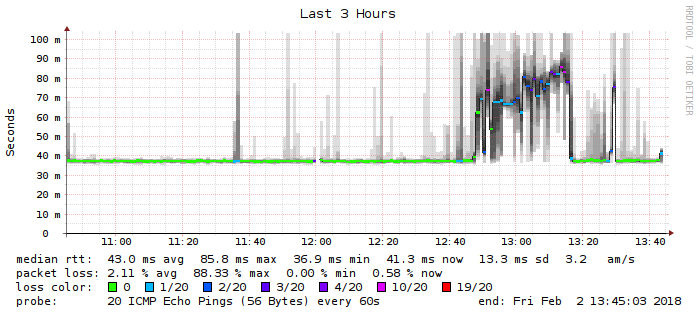 Last 3 Hours
RRDTOOL / TOBI OETIKER
Seconds
100 m
90 m
80 m
70 m
60 m
50 m
40 m
30 m
20 m
10 m
0
11:00 11:20 11:40 12:00 12:20 12:40 13:00 13:20 13:40
median rtt: 43.0 ms avg 85.8 ms max 36.9 ms min 41.3 ms now 13.3 ms sd 3.2 am/s
packet loss: 2.11 % avg 88.33 % max 0.00 % min 0.58 % now
loss color: 0 1/20 2/20 3/20 4/20 10/20 19/20
probe: 20 ICMP Echo Pings (56 Bytes) every 60s end: Fri Feb 2 13:45:03 2018